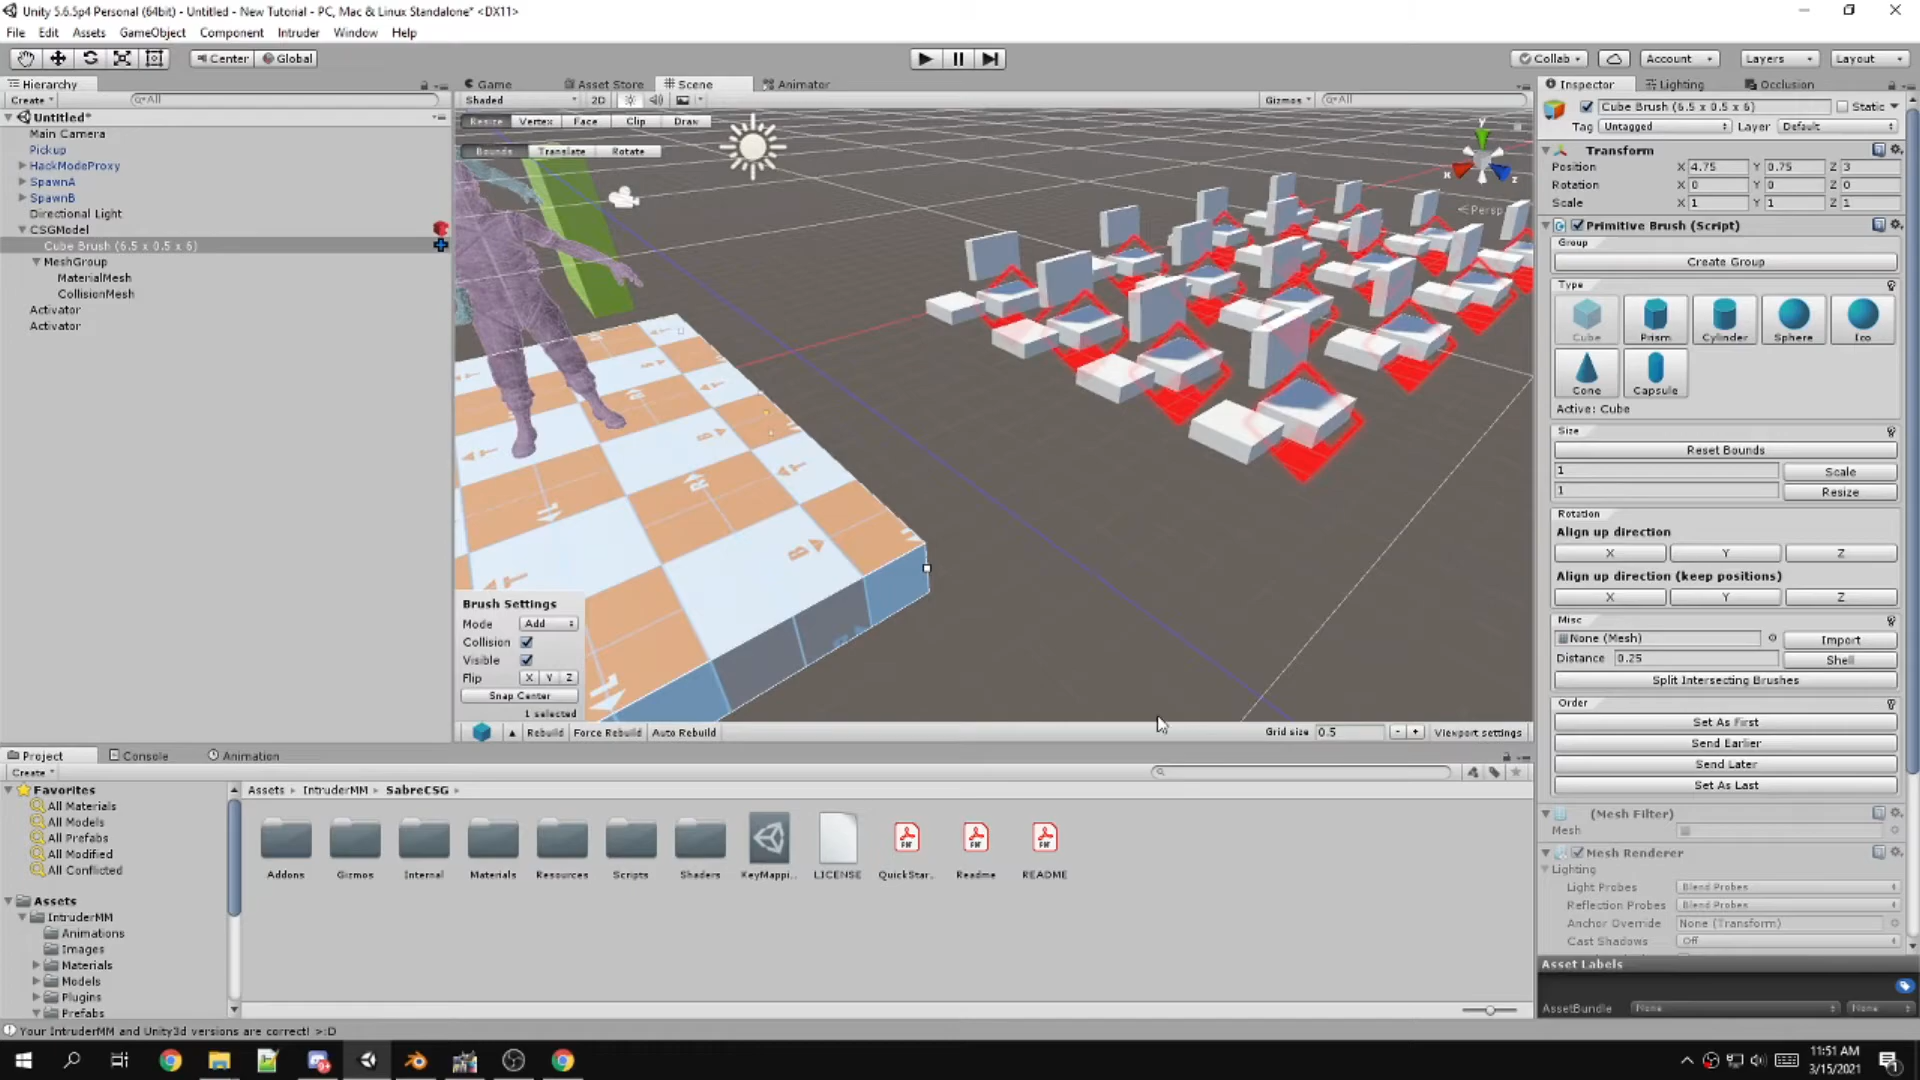 Unity 5.6.5p4 Personal (64bit) - Untitled - New Tutorial - PC, Mac & Linux Standalone* <DX11>
File Edit Assets GameObject Component Intruder Window Help
Center Global
Collab Account Layers Layout
Hierarchy
Game Asset Store Scene Animator
Inspector Lighting Occlusion
Create All
Shaded 2D Gizmos All
Cube Brush (6.5 x 0.5 x 6) Static
Tag Untagged Layer Default
Untitled*
Main Camera
Pickup
HackModeProxy
SpawnA
SpawnB
Directional Light
CSGModel
Cube Brush (6.5 x 0.5 x 6)
MeshGroup
MaterialMesh
CollisionMesh
Activator
Activator
Resize Vertex Face Clip Draw
Bounds Translate Rotate
y
x
z
Persp
T
B
R
L
B
T
T
L
Brush Settings
Mode Add
Collision
Visible
Flip X Y Z
Snap Center
1 selected
Rebuild Force Rebuild Auto Rebuild
Grid size 0.5 - + Viewport settings
Transform
Position X 4.75 Y 0.75 Z 3
Rotation X 0 Y 0 Z 0
Scale X 1 Y 1 Z 1
Primitive Brush (Script)
Group
Create Group
Type
Cube Prism Cylinder Sphere Ico
Cone Capsule
Active: Cube
Size
Reset Bounds
1 Scale
1 Resize
Rotation
Align up direction
X Y Z
Align up direction (keep positions)
X Y Z
Misc
None (Mesh) Import
Distance 0.25 Shell
Split Intersecting Brushes
Order
Set As First
Send Earlier
Send Later
Set As Last
(Mesh Filter)
Mesh
Mesh Renderer
Lighting
Light Probes Blend Probes
Reflection Probes Blend Probes
Anchor Override None (Transform)
Cast Shadows Off
Asset Labels
AssetBundle None None
Project Console Animation
Create
Favorites
All Materials
All Models
All Prefabs
All Modified
All Conflicted
Assets
IntruderMM
Animations
Images
Materials
Models
Plugins
Prefabs
Assets IntruderMM SabreCSG
Addons Gizmos Internal Materials Resources Scripts Shaders KeyMappi... LICENSE QuickStar... Readme README
Your IntruderMM and Unity3d versions are correct! >:D
11:51 AM
3/15/2021
1